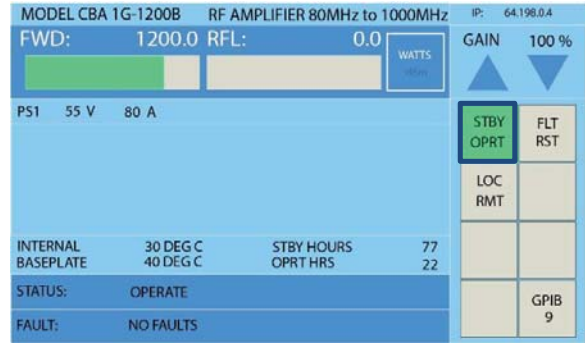 MODEL CBA 1G-1200B RF AMPLIFIER 80MHz to 1000MHz IP: 64.198.0.4
FWD: 1200.0 RFL: 0.0 WATTS GAIN 100 %
PS1 55 V 80 A
STBY OPRT
FLT RST
LOC RMT
INTERNAL 30 DEG C STBY HOURS 77
BASEPLATE 40 DEG C OPRT HRS 22
STATUS: OPERATE
FAULT: NO FAULTS
GPIB 9